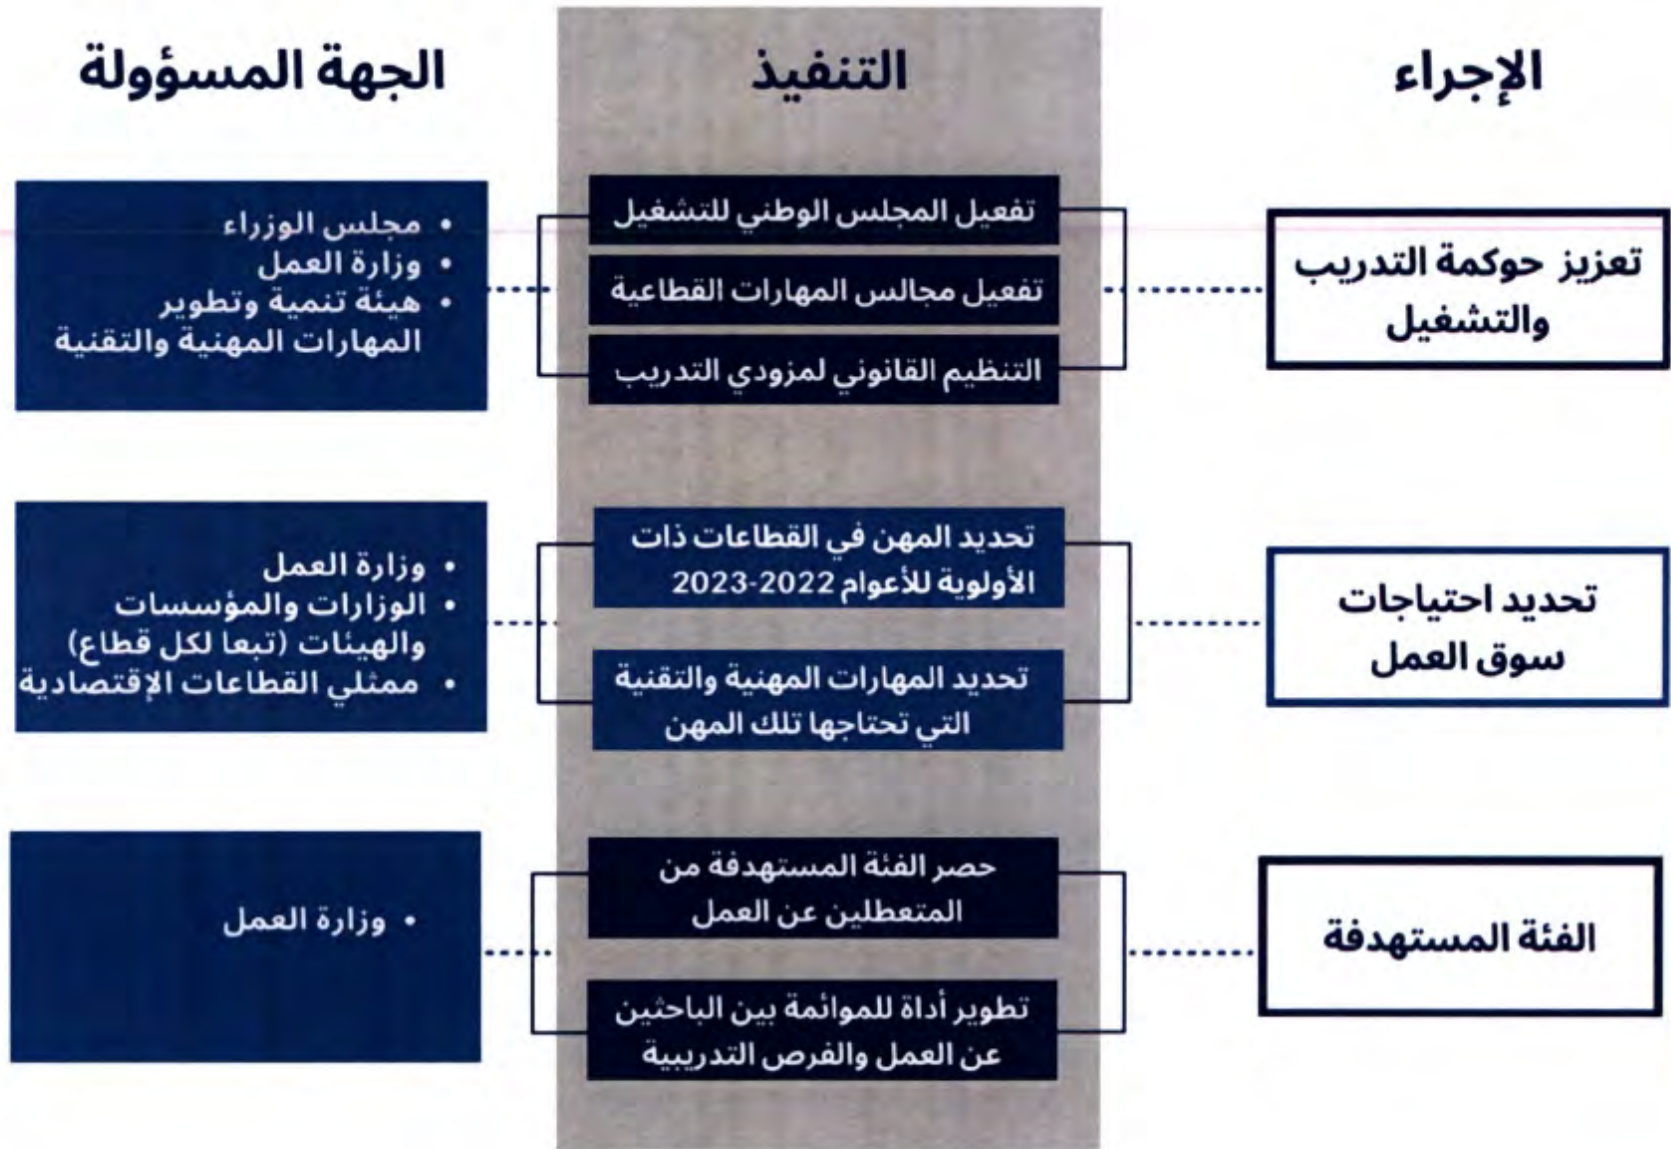 الإجراء
التنفيذ
الجهة المسؤولة
تعزيز حوكمة التدريب
والتشغيل
تفعيل المجلس الوطني للتشغيل
تفعيل مجالس المهارات القطاعية
التنظيم القانوني لمزودي التدريب
• مجلس الوزراء
• وزارة العمل
• هيئة تنمية وتطوير
المهارات المهنية والتقنية
تحديد احتياجات
سوق العمل
تحديد المهن في القطاعات ذات
الأولوية للأعوام 2022-2023
تحديد المهارات المهنية والتقنية
التي تحتاجها تلك المهن
• وزارة العمل
• الوزارات والمؤسسات
والهيئات (تبعا لكل قطاع)
• ممثلي القطاعات الإقتصادية
الفئة المستهدفة
حصر الفئة المستهدفة من
المتعطلين عن العمل
تطوير أداة للموائمة بين الباحثين
عن العمل والفرص التدريبية
• وزارة العمل